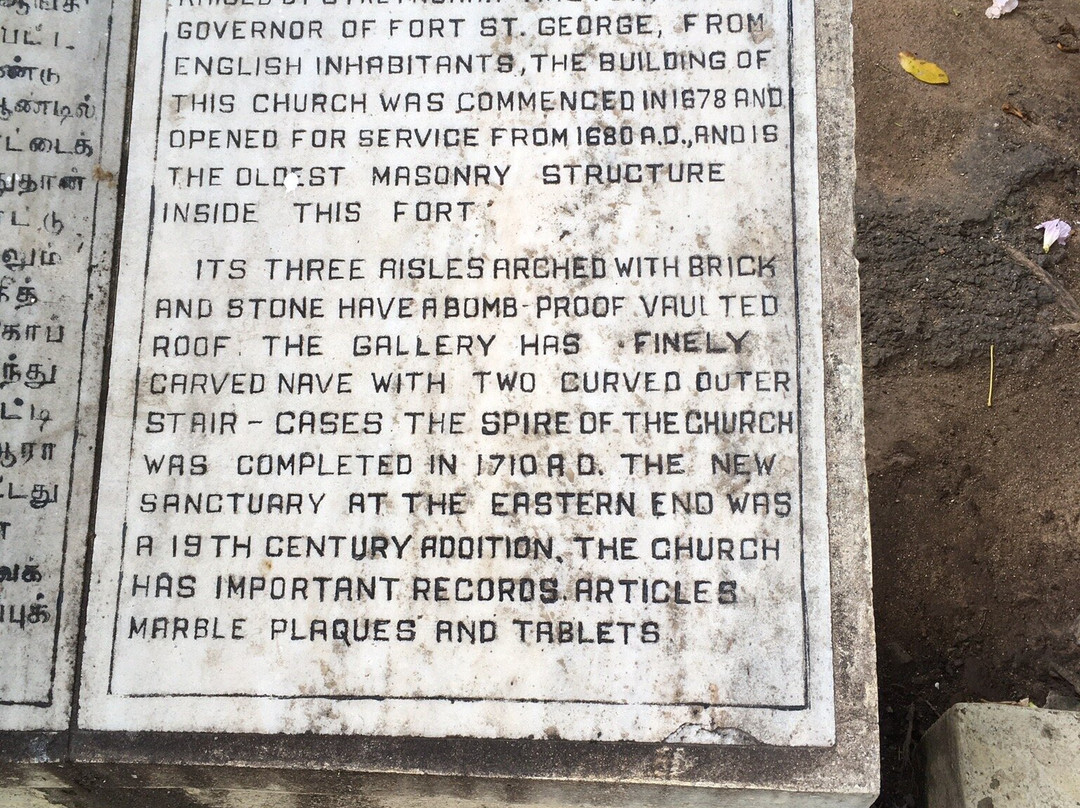 ண்டு
ஆண்டில்
ட்டைக்
துதான்
ட்டு
லும்
ந்து
ட்டி
ட்டது
புக்
GOVERNOR OF FORT ST. GEORGE, FROM
ENGLISH INHABITANTS, THE BUILDING OF
THIS CHURCH WAS COMMENCED IN 1678 AND
OPENED FOR SERVICE FROM 1680 A.D., AND IS
THE OLDEST MASONRY STRUCTURE
INSIDE THIS FORT
ITS THREE AISLES ARCHED WITH BRICK
AND STONE HAVE A BOMB-PROOF VAULTED
ROOF. THE GALLERY HAS FINELY
CARVED NAVE WITH TWO CURVED OUTER
STAIR - CASES THE SPIRE OF THE CHURCH
WAS COMPLETED IN 1710 A D. THE NEW
SANCTUARY AT THE EASTERN END WAS
A 19TH CENTURY ADDITION. THE CHURCH
HAS IMPORTANT RECORDS. ARTICLES
MARBLE PLAQUES AND TABLETS